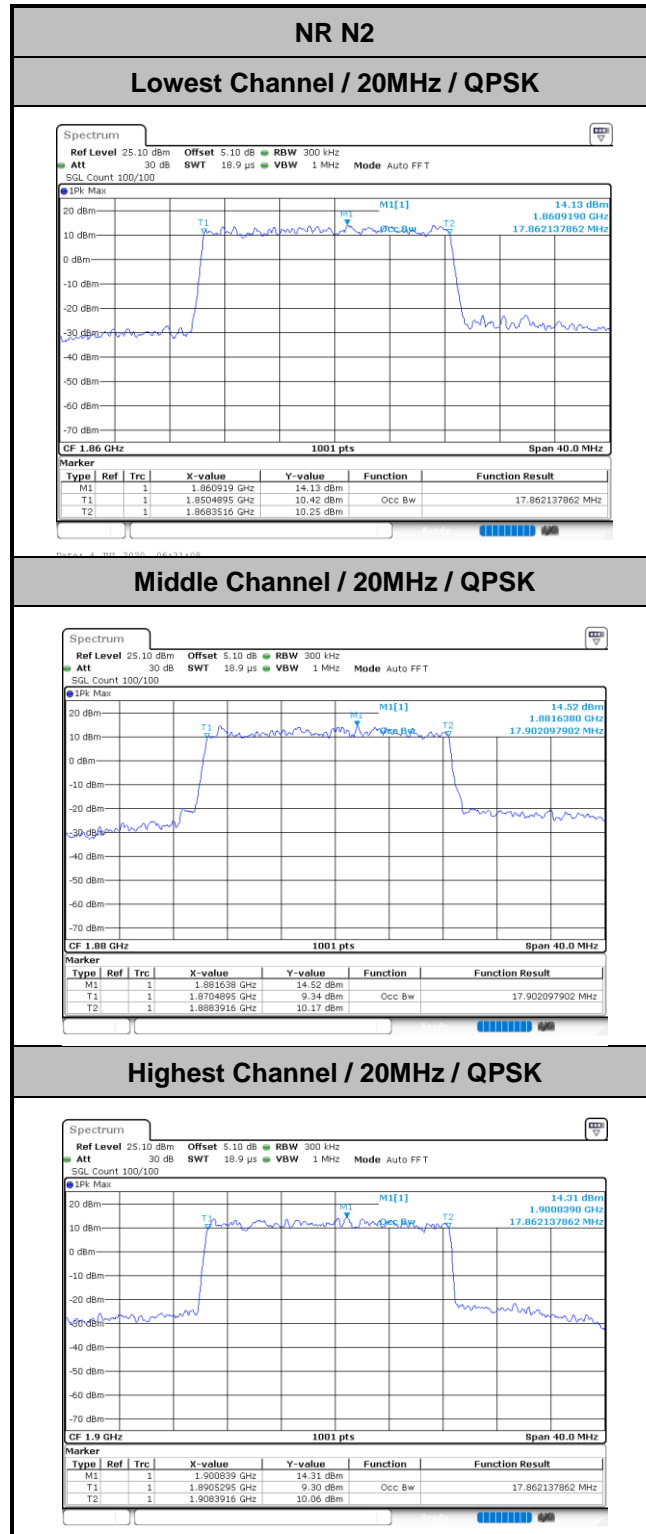 NR N2
Lowest Channel / 20MHz / QPSK
Spectrum
Ref Level 25.10 dBm Offset 5.10 dB RBW 300 kHz
Att 30 dB SWT 18.9 µs VBW 1 MHz Mode Auto FFT
SGL Count 100/100
1Pk Max
M1[1] 14.13 dBm
1.8609190 GHz
Occ Bw 17.862137862 MHz
20 dBm
10 dBm
0 dBm
-10 dBm
-20 dBm
-30 dBm
-40 dBm
-50 dBm
-60 dBm
-70 dBm
T1
M1
T2
CF 1.86 GHz 1001 pts Span 40.0 MHz
Marker
Type Ref Trc X-value Y-value Function Function Result
M1 1 1.860919 GHz 14.13 dBm
T1 1 1.8504895 GHz 10.42 dBm Occ Bw 17.862137862 MHz
T2 1 1.8683516 GHz 10.25 dBm
Middle Channel / 20MHz / QPSK
Spectrum
Ref Level 25.10 dBm Offset 5.10 dB RBW 300 kHz
Att 30 dB SWT 18.9 µs VBW 1 MHz Mode Auto FFT
SGL Count 100/100
1Pk Max
M1[1] 14.52 dBm
1.8816380 GHz
Occ Bw 17.902097902 MHz
20 dBm
10 dBm
0 dBm
-10 dBm
-20 dBm
-30 dBm
-40 dBm
-50 dBm
-60 dBm
-70 dBm
T1
M1
T2
CF 1.88 GHz 1001 pts Span 40.0 MHz
Marker
Type Ref Trc X-value Y-value Function Function Result
M1 1 1.881638 GHz 14.52 dBm
T1 1 1.8704895 GHz 9.34 dBm Occ Bw 17.902097902 MHz
T2 1 1.8883916 GHz 10.17 dBm
Highest Channel / 20MHz / QPSK
Spectrum
Ref Level 25.10 dBm Offset 5.10 dB RBW 300 kHz
Att 30 dB SWT 18.9 µs VBW 1 MHz Mode Auto FFT
SGL Count 100/100
1Pk Max
M1[1] 14.31 dBm
1.9008390 GHz
Occ Bw 17.862137862 MHz
20 dBm
10 dBm
0 dBm
-10 dBm
-20 dBm
-30 dBm
-40 dBm
-50 dBm
-60 dBm
-70 dBm
T1
M1
T2
CF 1.9 GHz 1001 pts Span 40.0 MHz
Marker
Type Ref Trc X-value Y-value Function Function Result
M1 1 1.900839 GHz 14.31 dBm
T1 1 1.8905295 GHz 9.30 dBm Occ Bw 17.862137862 MHz
T2 1 1.9083916 GHz 10.06 dBm